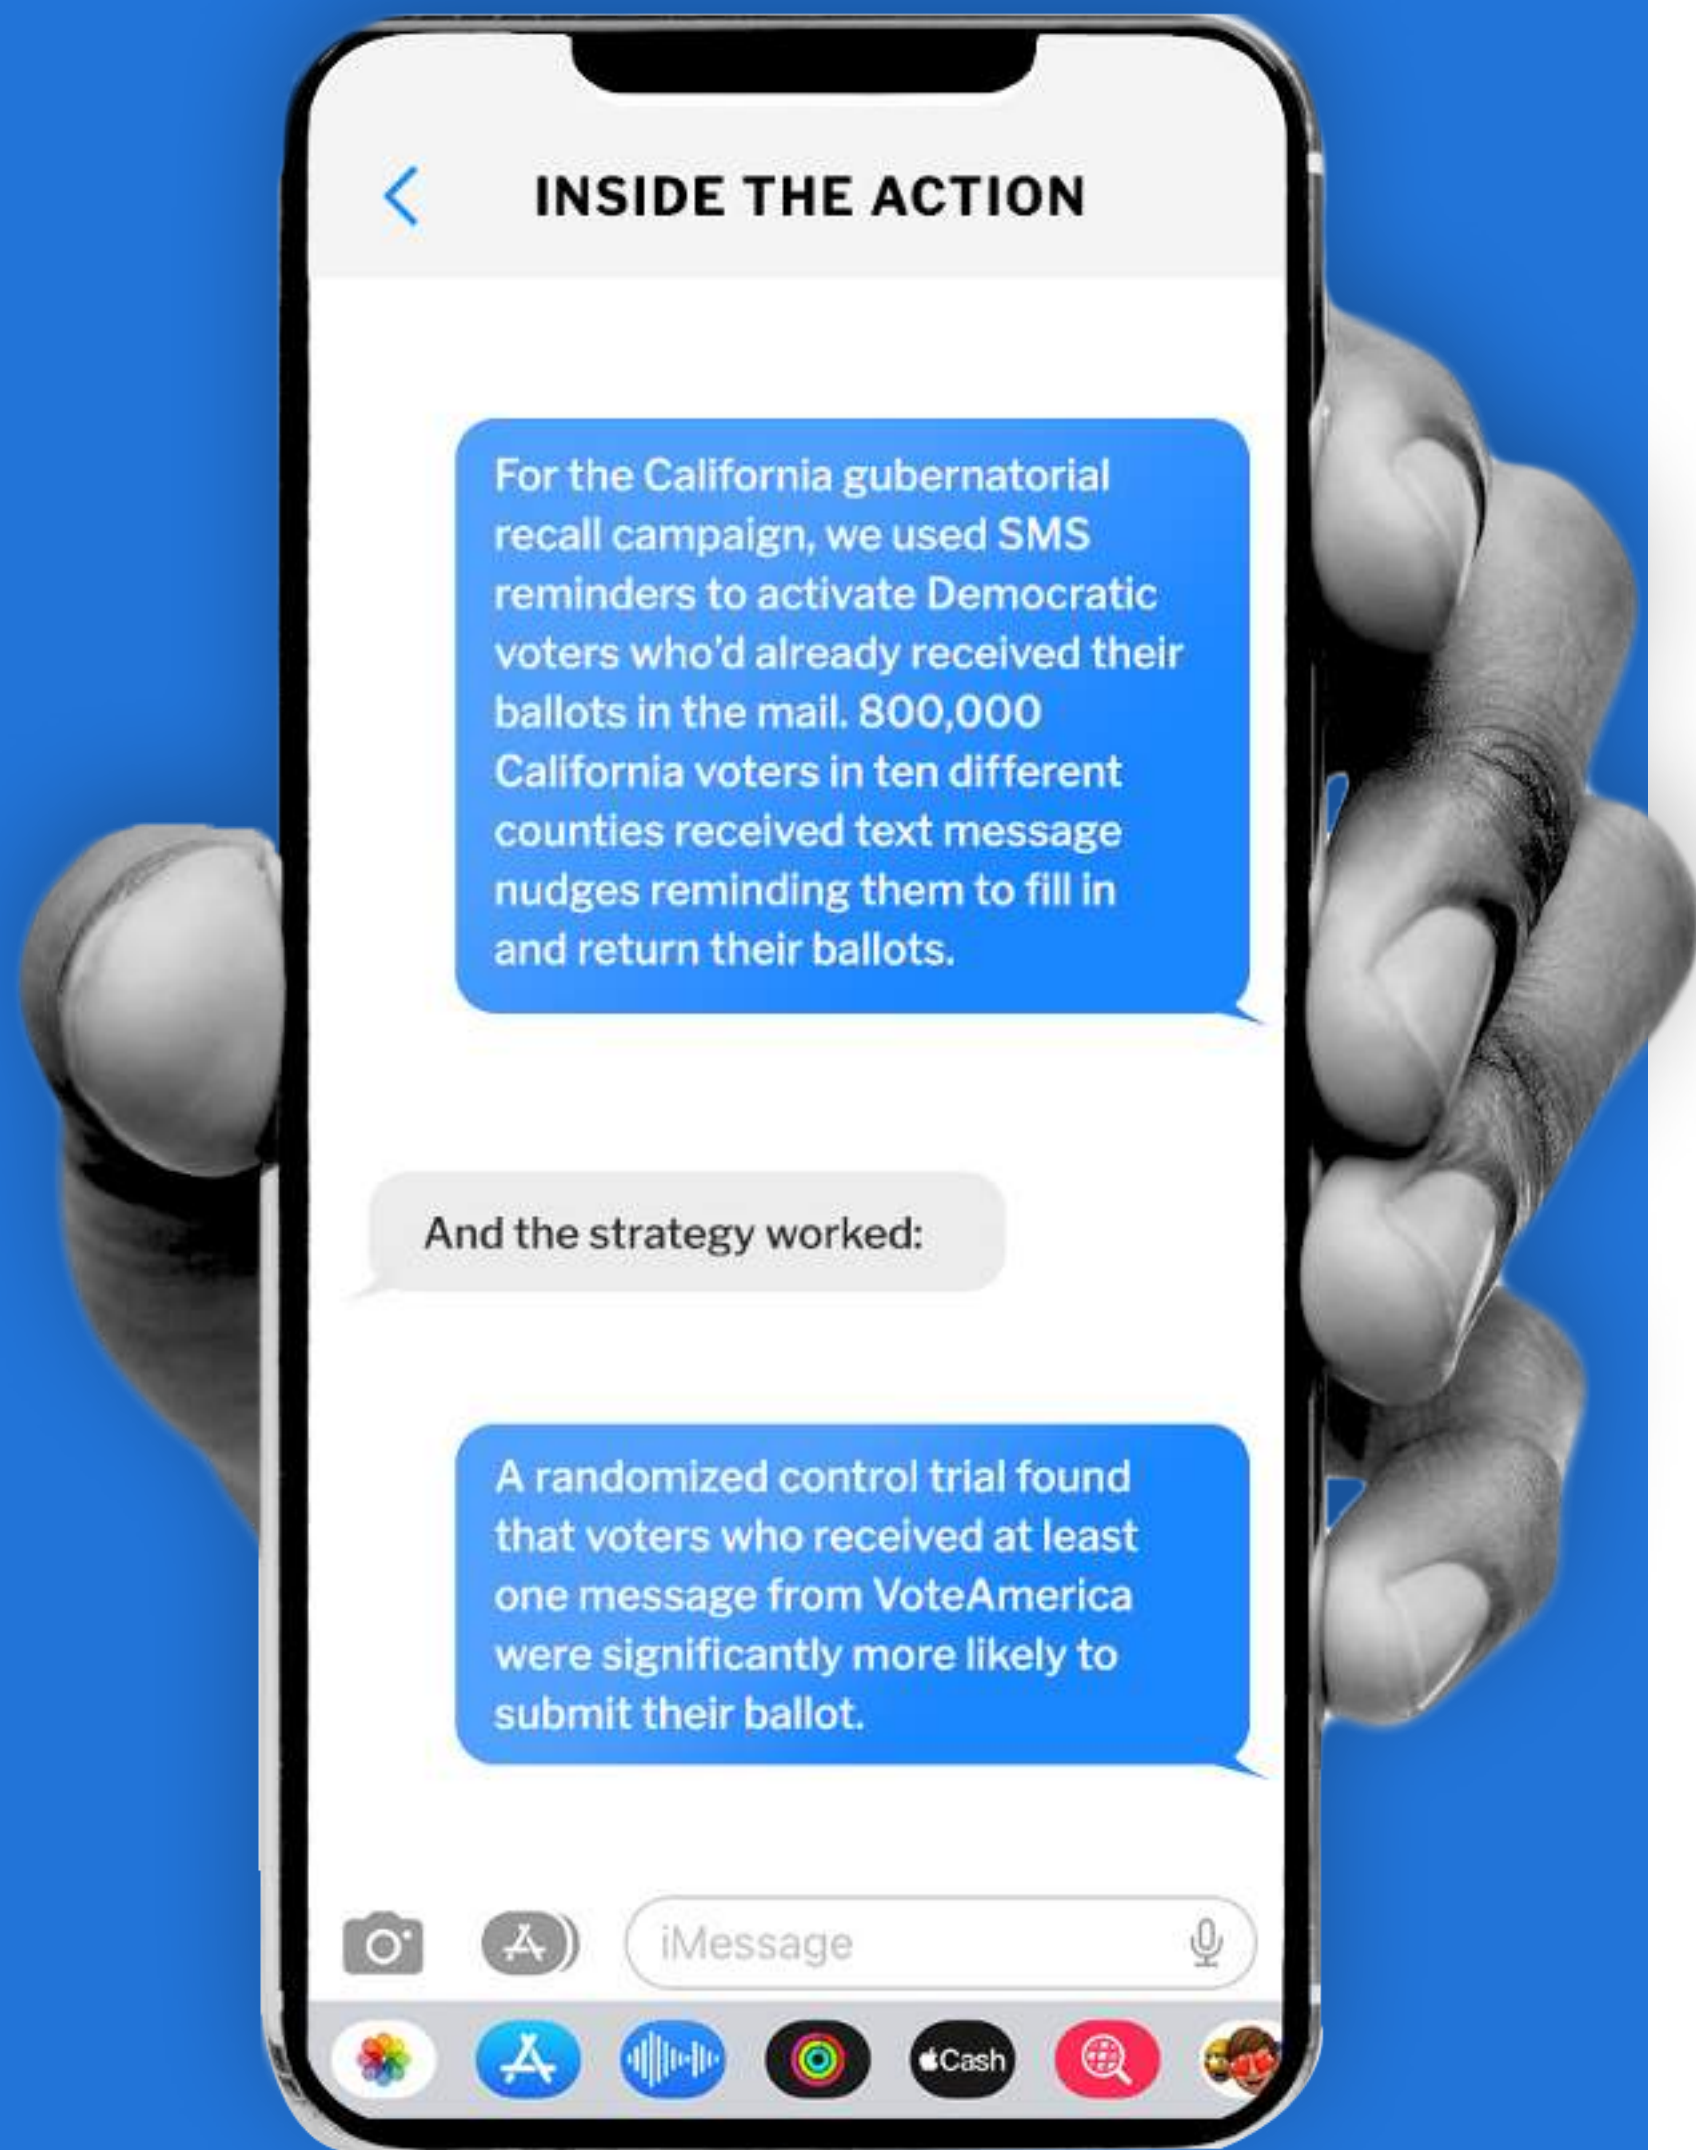 INSIDE THE ACTION
For the California gubernatorial
recall campaign, we used SMS
reminders to activate Democratic
voters who'd already received their
ballots in the mail. 800,000
California voters in ten different
counties received text message
nudges reminding them to fill in
and return their ballots.
And the strategy worked:
A randomized control trial found
that voters who received at least
one message from VoteAmerica
were significantly more likely to
submit their ballot.
iMessage
Cash